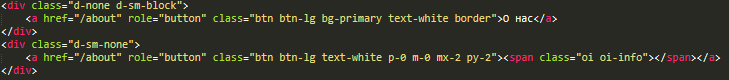 <div class="d-none d-sm-block">
    <a href="/about" role="button" class="btn btn-lg bg-primary text-white border">О нас</a>
</div>
<div class="d-sm-none">
    <a href="/about" role="button" class="btn btn-lg text-white p-0 m-0 mx-2 py-2"><span class="oi oi-info"></span></a>
</div>